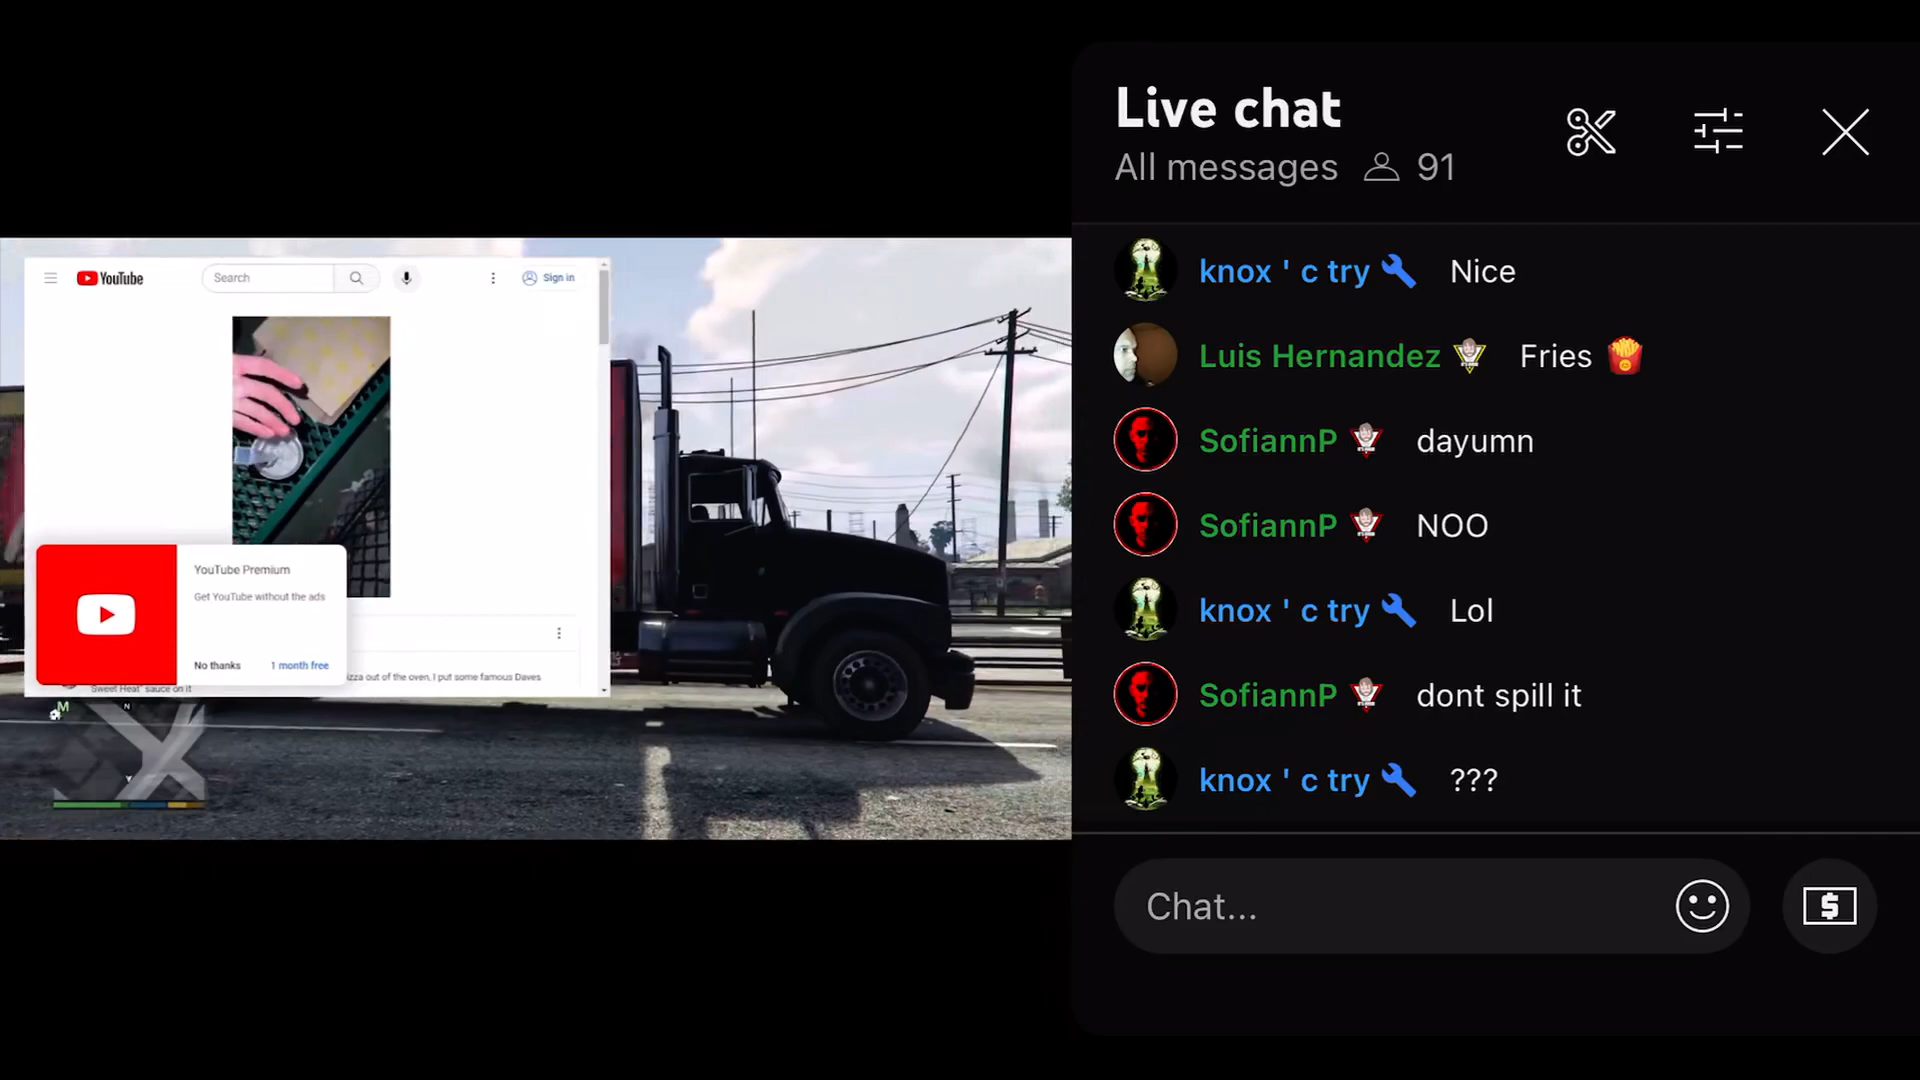 YouTube
Search
Sign in
YouTube Premium
Get YouTube without the ads
No thanks
1 month free
izza out of the oven, I put some famous Daves
Sweet Heat' sauce on it
M
N
Live chat
All messages 91
knox ' c try Nice
Luis Hernandez Fries 🍟
SofiannP dayumn
SofiannP NOO
knox ' c try Lol
SofiannP dont spill it
knox ' c try ???
Chat...
$